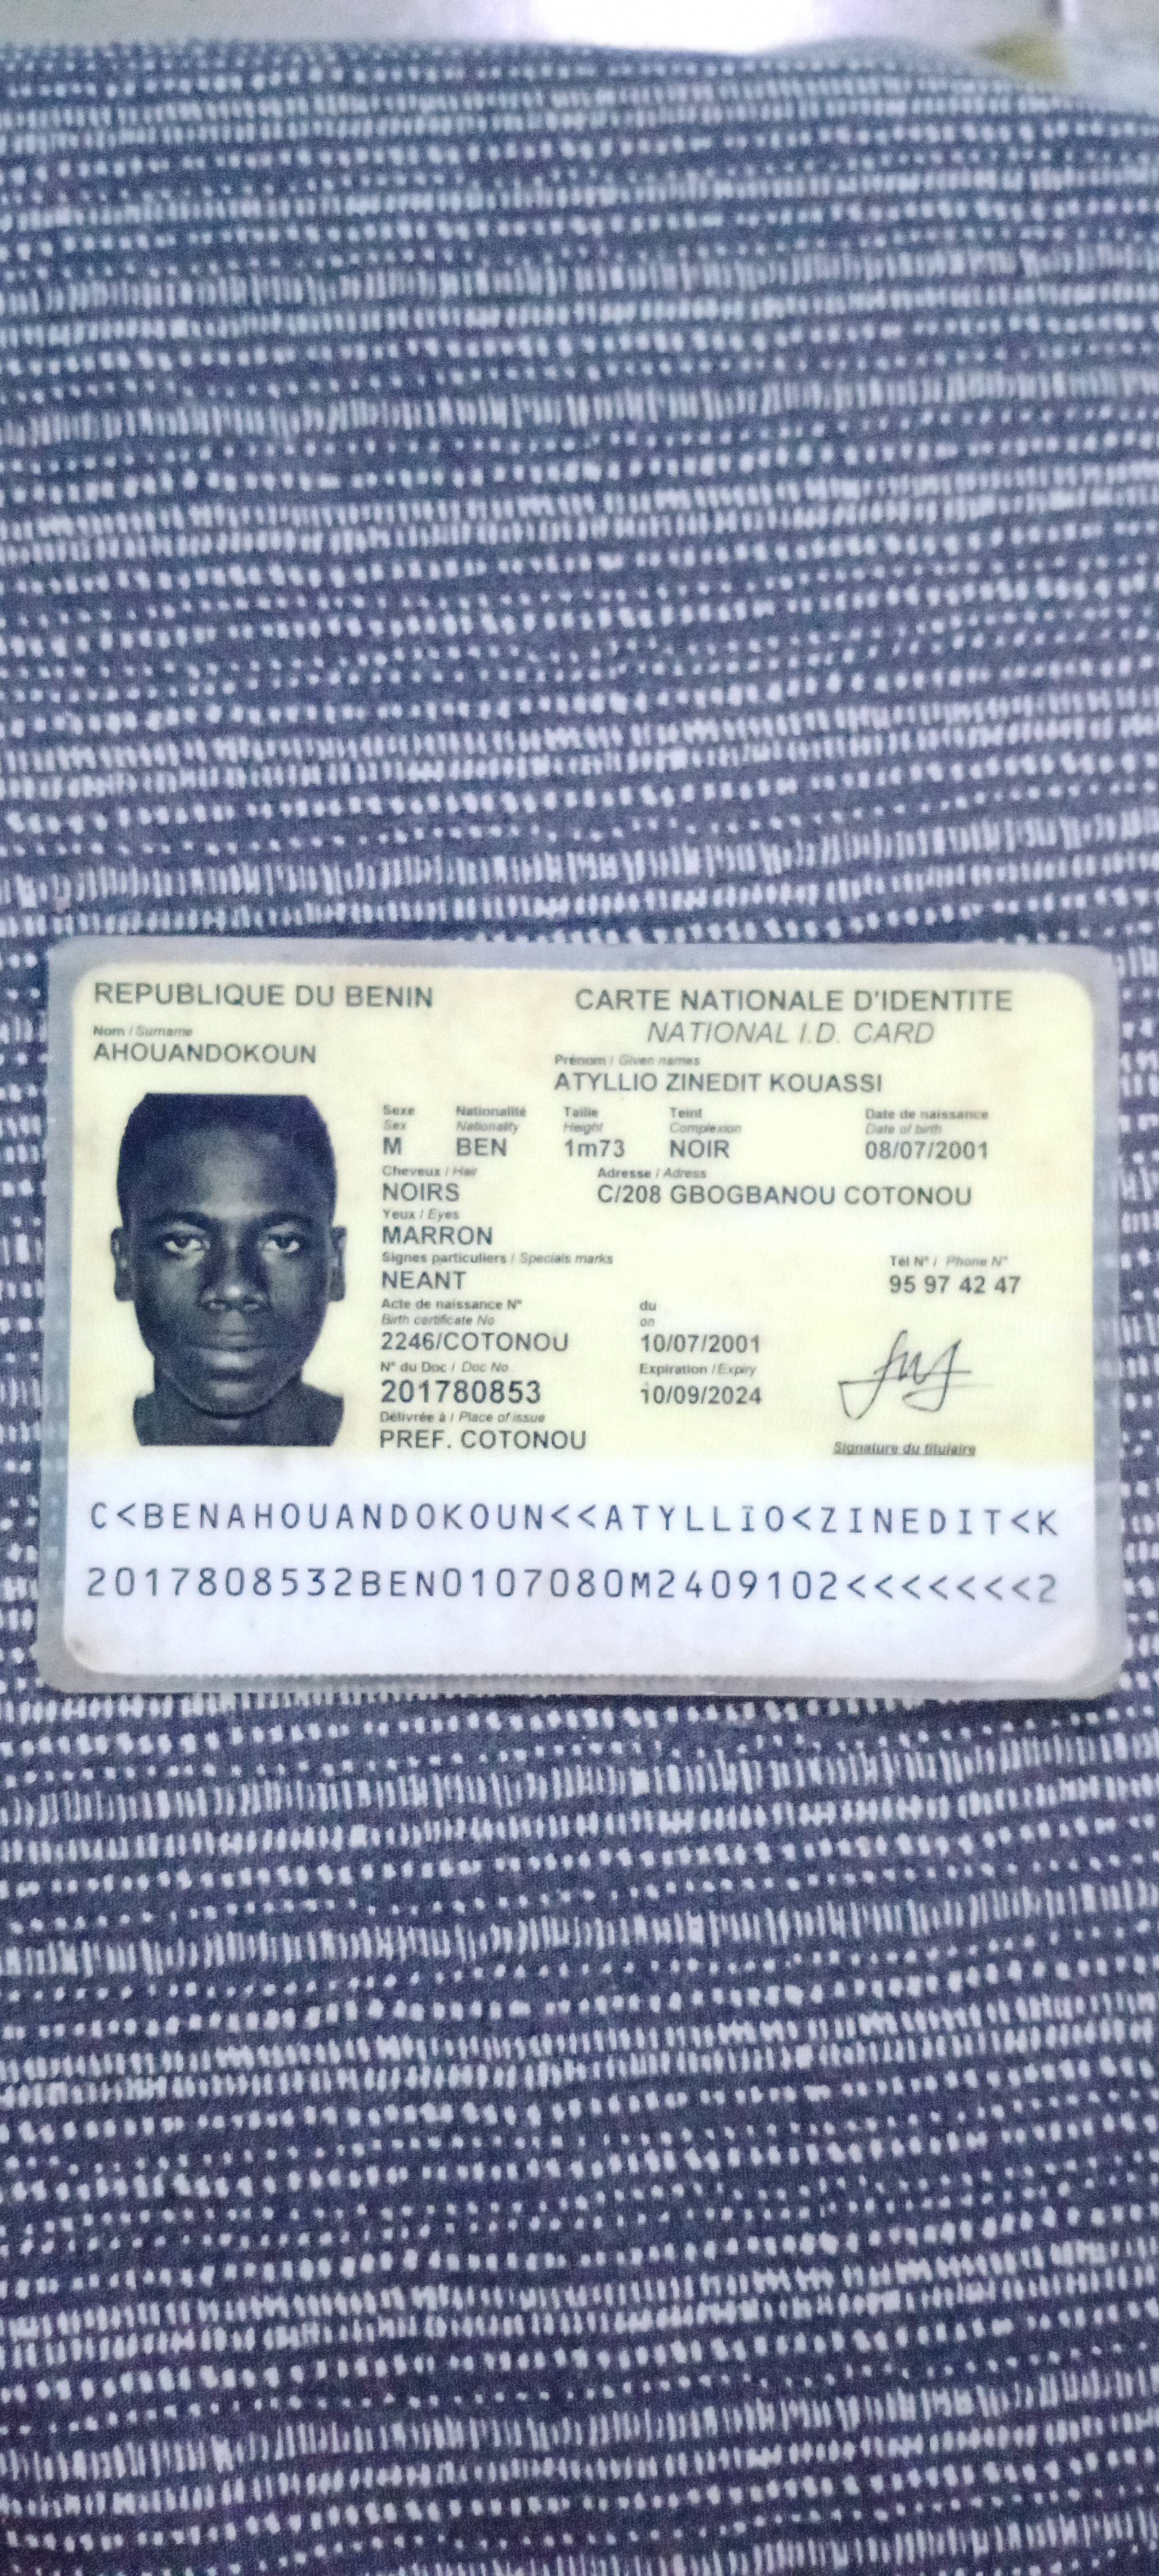 REPUBLIQUE DU BENIN
CARTE NATIONALE D'IDENTITE
NATIONAL I.D. CARD
Nom / Surname
AHOUANDOKOUN
Prénom / Given names
ATYLLIO ZINEDIT KOUASSI
Sexe Nationalité Taille Teint Date de naissance
Sex Nationality Height Complexion Date of birth
M BEN 1m73 NOIR 08/07/2001
Cheveux / Hair Adresse / Adress
NOIRS C/208 GBOGBANOU COTONOU
Yeux / Eyes
MARRON
Signes particuliers / Specials marks Tél N° / Phone N°
NEANT 95 97 42 47
Acte de naissance N° du
Birth certificate No on
2246/COTONOU 10/07/2001
N° du Doc / Doc No Expiration / Expiry
201780853 10/09/2024
Délivrée à / Place of issue
PREF. COTONOU
Signature du titulaire
C<BENAHOUANDOKOUN<<ATYLLÏO<ZINEDIT<K
2017808532BEN0107080M2409102<<<<<<<2